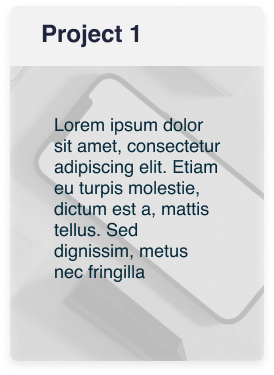 Project 1
Lorem ipsum dolor
sit amet, consectetur
adipiscing elit. Etiam
eu turpis molestie,
dictum est a, mattis
tellus. Sed
dignissim, metus
nec fringilla